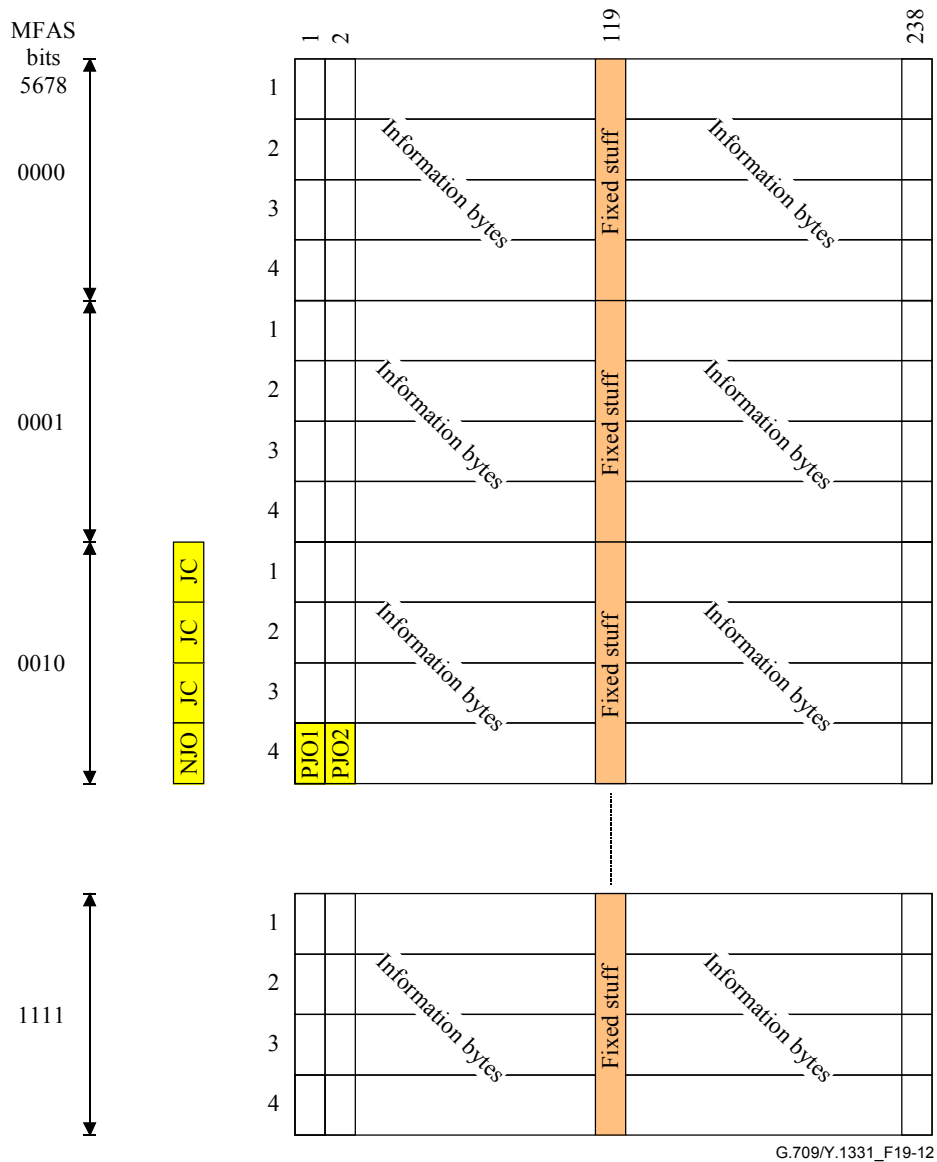 MFAS
bits
5678
1
2
119
238
0000
1
2
3
4
Information bytes
Fixed stuff
Information bytes
0001
1
2
3
4
Information bytes
Fixed stuff
Information bytes
0010
JC
JC
JC
NJO
1
2
3
4
PJO1
PJO2
Information bytes
Fixed stuff
Information bytes
1111
1
2
3
4
Information bytes
Fixed stuff
Information bytes
G.709/Y.1331_F19-12